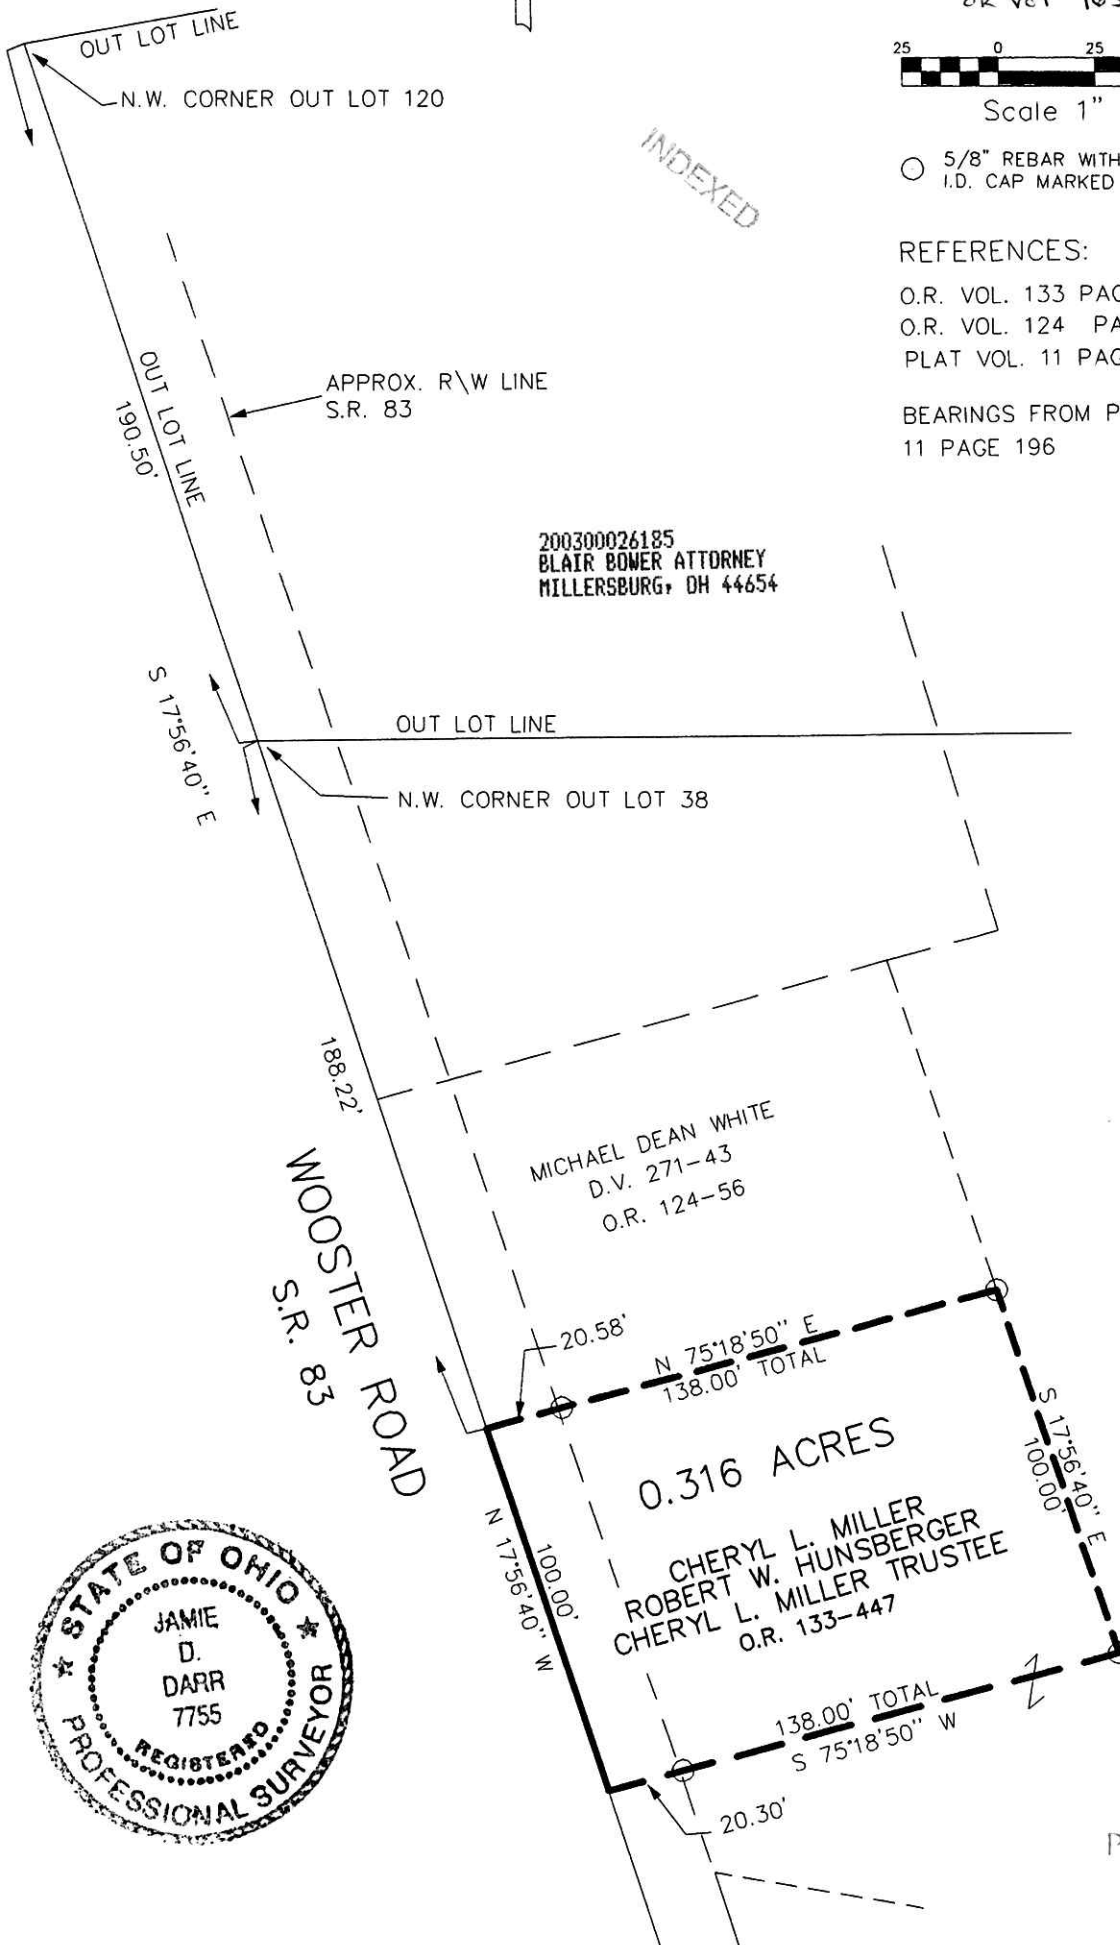 OR Vol
OUT LOT LINE
N.W. CORNER OUT LOT 120
25 0 25
Scale 1"
5/8" REBAR WITH
I.D. CAP MARKED
INDEXED
REFERENCES:
O.R. VOL. 133
O.R. VOL. 124
PLAT VOL. 11
BEARINGS FROM
11 PAGE 196
APPROX. R\W LINE
S.R. 83
OUT LOT LINE
190.50'
200300026185
BLAIR BOWER ATTORNEY
MILLERSBURG, OH 44654
S 17°56'40" E
OUT LOT LINE
N.W. CORNER OUT LOT 38
188.22'
MICHAEL DEAN WHITE
D.V. 271-43
O.R. 124-56
WOOSTER ROAD
S.R. 83
20.58'
N 75°18'50" E
138.00' TOTAL
S 17°56'40" E
100.00'
0.316 ACRES
CHERYL L. MILLER
ROBERT W. HUNSBERGER
CHERYL L. MILLER TRUSTEE
O.R. 133-447
100.00'
N 17°56'40" W
138.00' TOTAL
S 75°18'50" W
20.30'
STATE OF OHIO
JAMIE
D.
DARR
7755
REGISTERED
PROFESSIONAL SURVEYOR